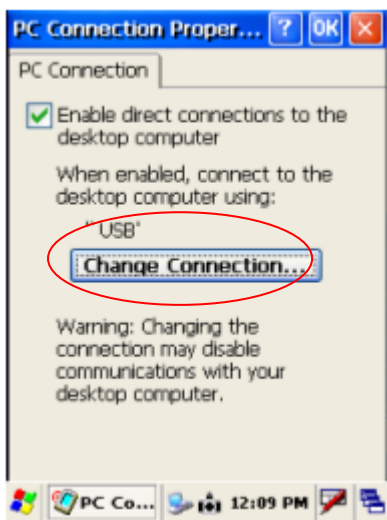 PC Connection Proper... ? OK
PC Connection
Enable direct connections to the
desktop computer
When enabled, connect to the
desktop computer using:
'`USB'
Change Connection...
Warning: Changing the
connection may disable
communications with your
desktop computer.
PC Co... 12:09 PM